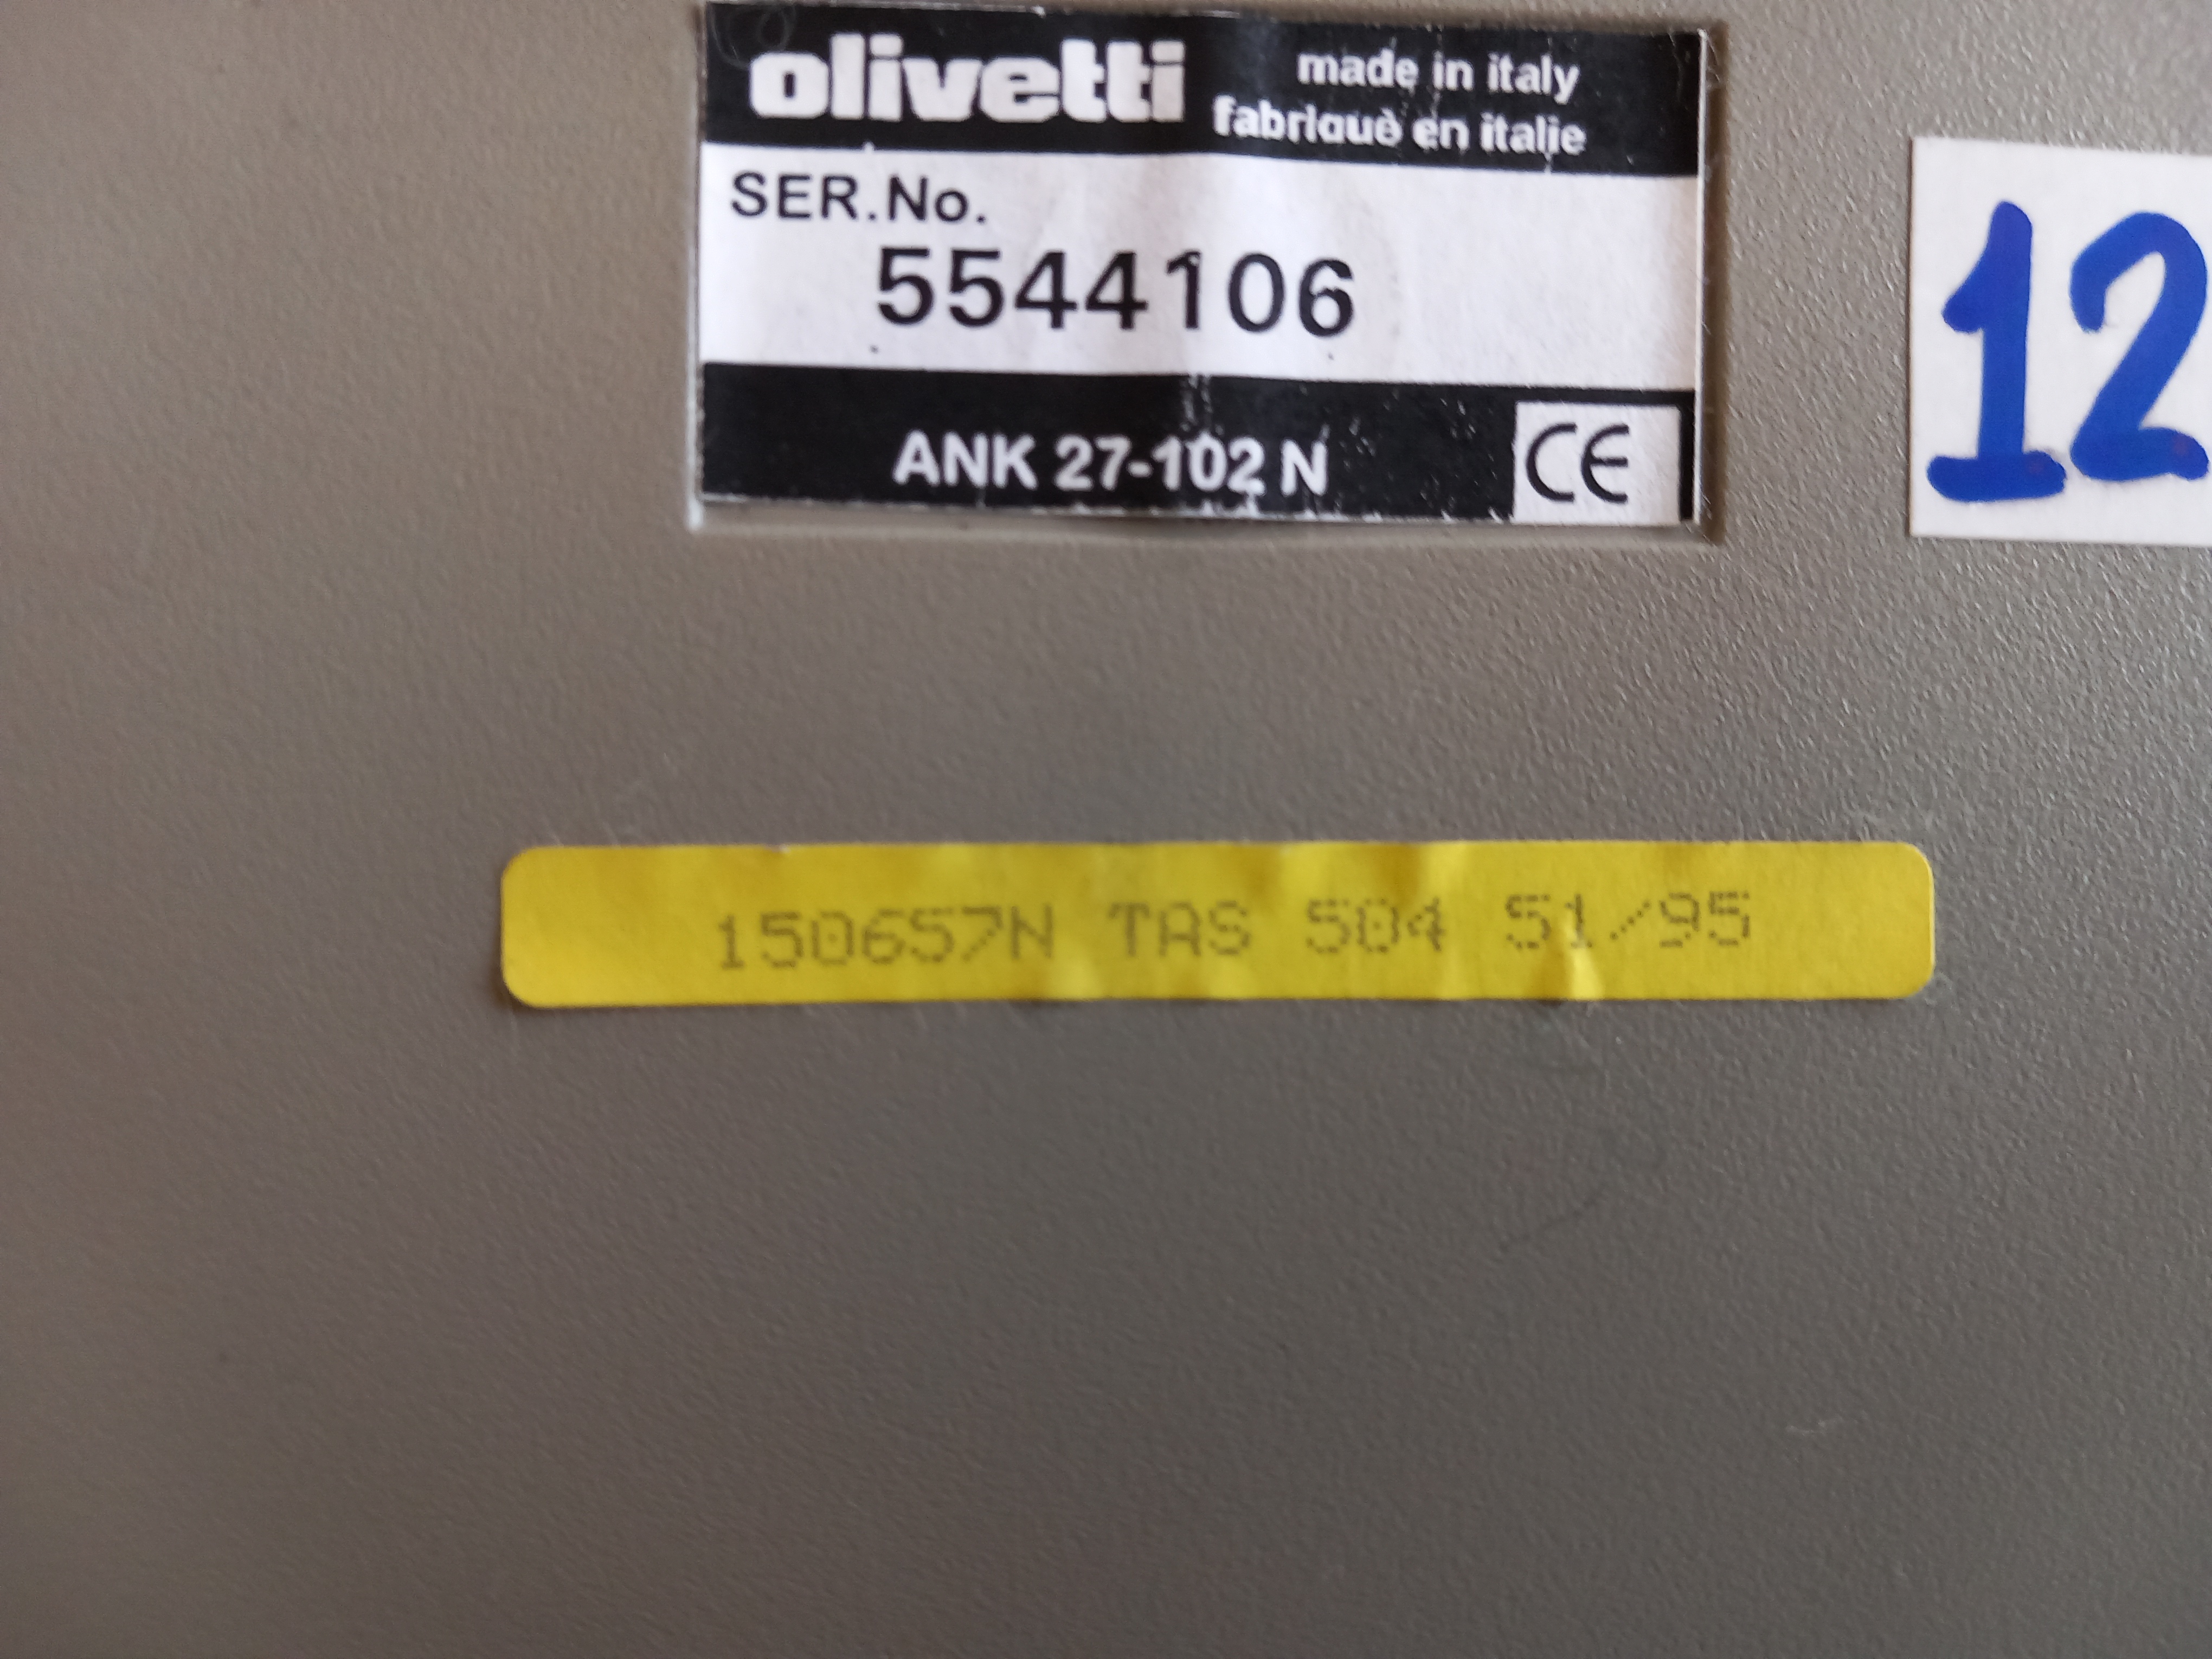 olivetti made in italy
fabriquè en italie
SER.No.
5544106
ANK 27-102 N CE
12
150657N TAS 504 51/95